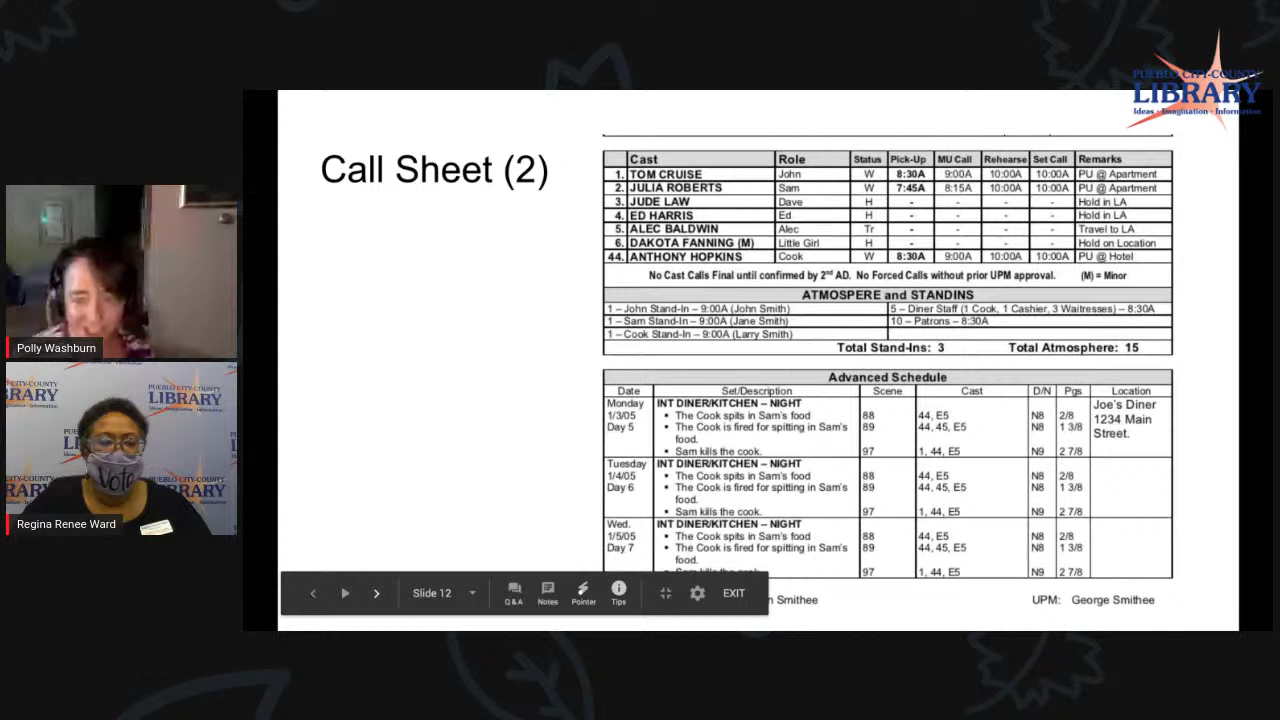 PUEBLO CITY-COUNTY
LIBRARY
Ideas · Imagination · Information
Call Sheet (2)
Cast Role Status Pick-Up MU Call Rehearse Set Call Remarks
1. TOM CRUISE John W 8:30A 9:00A 10:00A 10:00A PU @ Apartment
2. JULIA ROBERTS Sam W 7:45A 8:15A 10:00A 10:00A PU @ Apartment
3. JUDE LAW Dave H - - - - Hold in LA
4. ED HARRIS Ed H - - - - Hold in LA
5. ALEC BALDWIN Alec Tr - - - - Travel to LA
6. DAKOTA FANNING (M) Little Girl H - - - - Hold on Location
44. ANTHONY HOPKINS Cook W 8:30A 9:00A 10:00A 10:00A PU @ Hotel
No Cast Calls Final until confirmed by 2nd AD. No Forced Calls without prior UPM approval. (M) = Minor
ATMOSPERE and STANDINS
1 – John Stand-In – 9:00A (John Smith) 5 – Diner Staff (1 Cook, 1 Cashier, 3 Waitresses) – 8:30A
1 – Sam Stand-In – 9:00A (Jane Smith) 10 – Patrons – 8:30A
1 – Cook Stand-In – 9:00A (Larry Smith)
Total Stand-Ins: 3 Total Atmosphere: 15
Advanced Schedule
Date Set/Description Scene Cast D/N Pgs Location
Monday INT DINER/KITCHEN – NIGHT Joe's Diner
1/3/05 ▪ The Cook spits in Sam's food 88 44, E5 N8 2/8 1234 Main
Day 5 ▪ The Cook is fired for spitting in Sam's 89 44, 45, E5 N8 1 3/8 Street.
food.
▪ Sam kills the cook. 97 1, 44, E5 N9 2 7/8
Tuesday INT DINER/KITCHEN – NIGHT
1/4/05 ▪ The Cook spits in Sam's food 88 44, E5 N8 2/8
Day 6 ▪ The Cook is fired for spitting in Sam's 89 44, 45, E5 N8 1 3/8
food.
▪ Sam kills the cook. 97 1, 44, E5 N9 2 7/8
Wed. INT DINER/KITCHEN – NIGHT
1/5/05 ▪ The Cook spits in Sam's food 88 44, E5 N8 2/8
Day 7 ▪ The Cook is fired for spitting in Sam's 89 44, 45, E5 N8 1 3/8
food.
97 1, 44, E5 N9 2 7/8
Smithee UPM: George Smithee
Slide 12 Q & A Notes Pointer Tips EXIT
Polly Washburn
PUEBLO CITY-COUNTY
LIBRARY
Vote
Regina Renee Ward